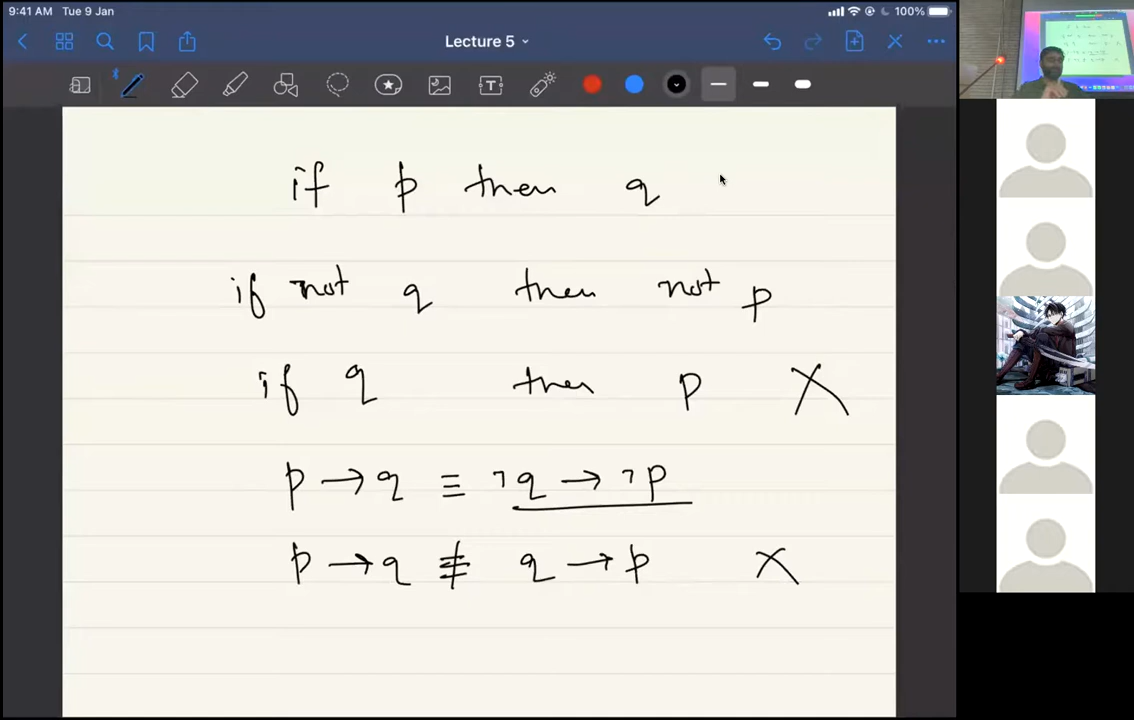 9:41 AM Tue 9 Jan 100%
Lecture 5
T
if p then q
if not q then not p
if q then p X
p → q ≡ ¬q → ¬p
p → q ≢ q → p X